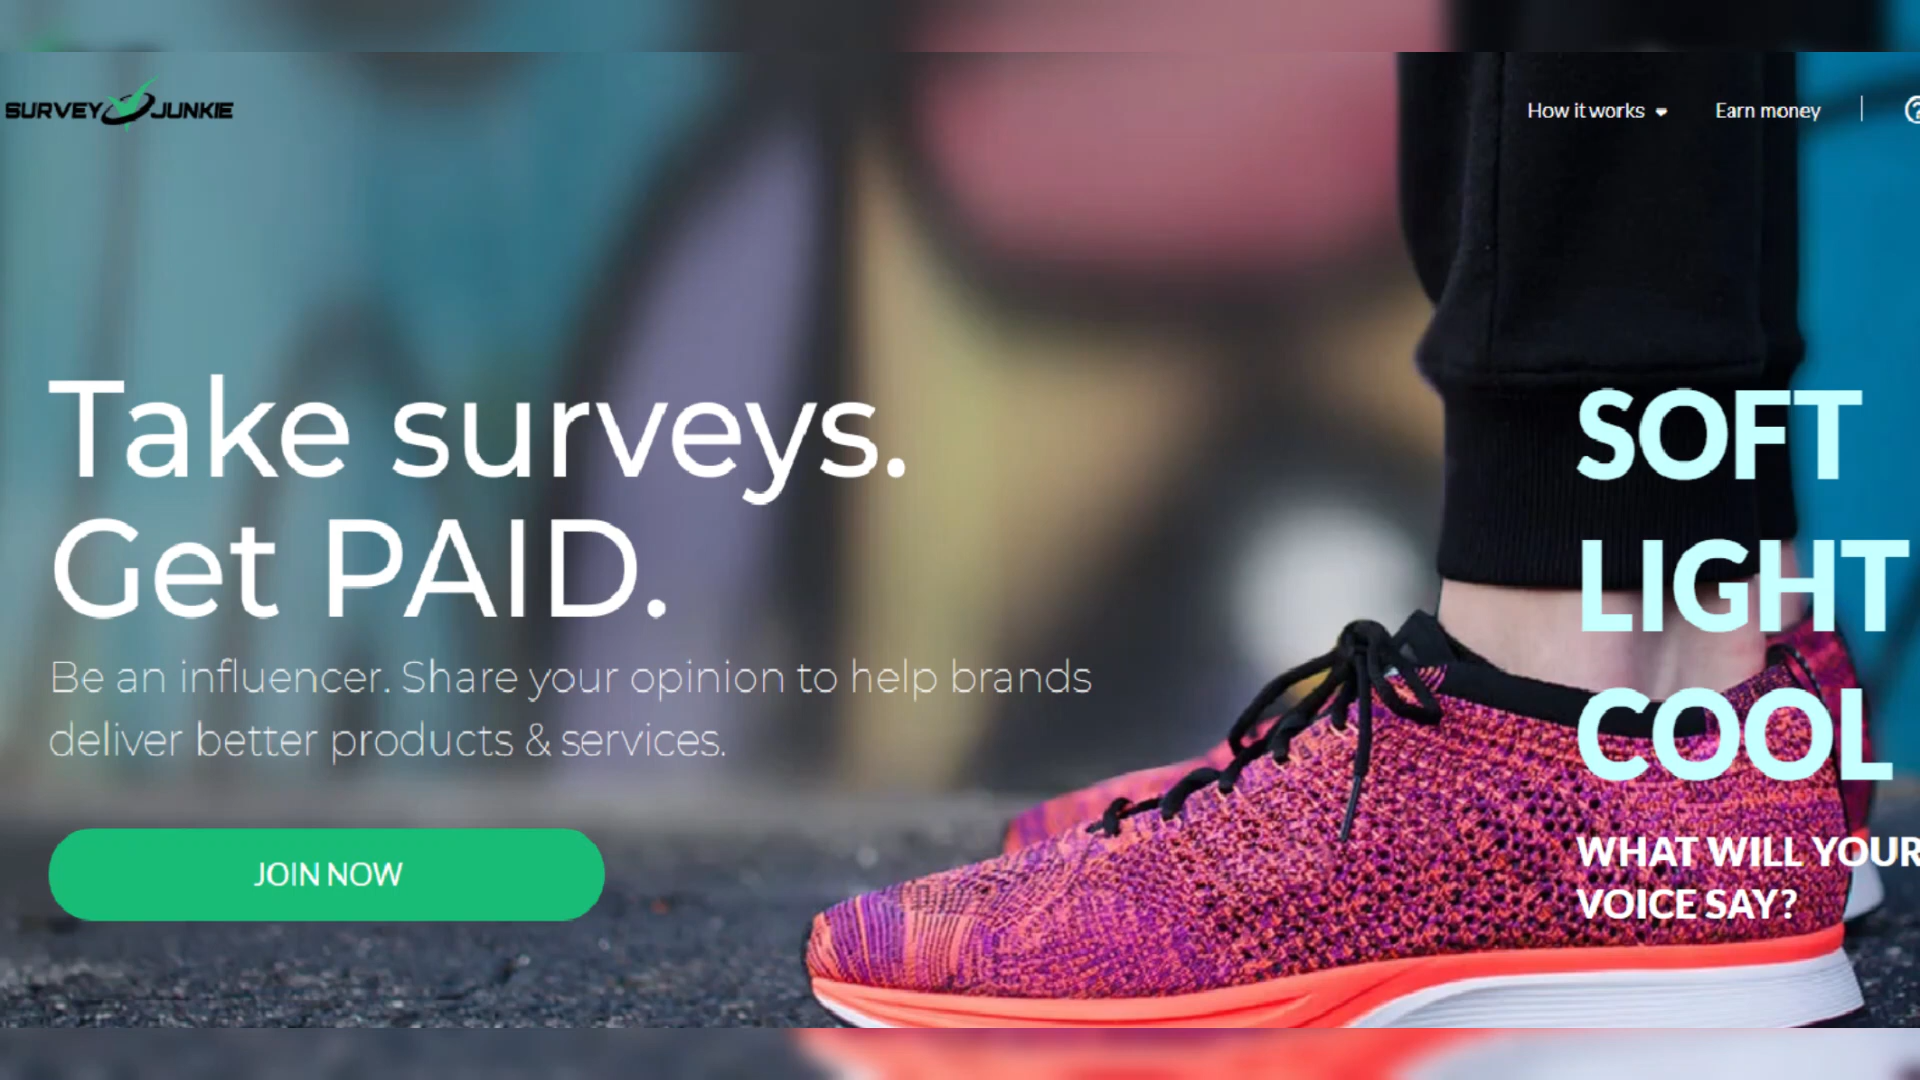 SURVEY JUNKIE
How it works
Earn money
Take surveys.
Get PAID.
Be an influencer. Share your opinion to help brands
deliver better products & services.
JOIN NOW
SOFT
LIGHT
COOL
WHAT WILL YOUR
VOICE SAY?